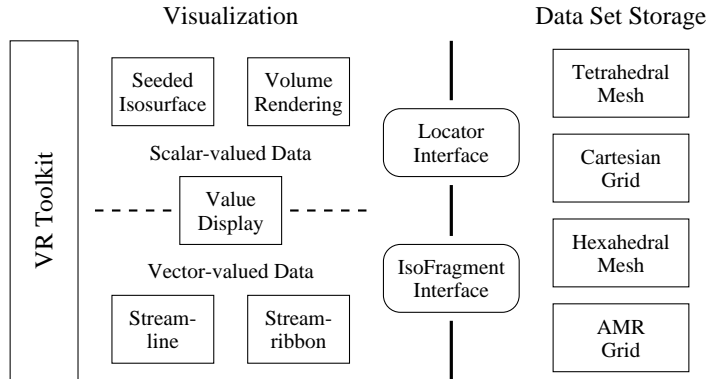 Visualization
Data Set Storage
VR Toolkit
Seeded
Isosurface
Volume
Rendering
Scalar-valued Data
Value
Display
Vector-valued Data
Stream-
line
Stream-
ribbon
Locator
Interface
IsoFragment
Interface
Tetrahedral
Mesh
Cartesian
Grid
Hexahedral
Mesh
AMR
Grid